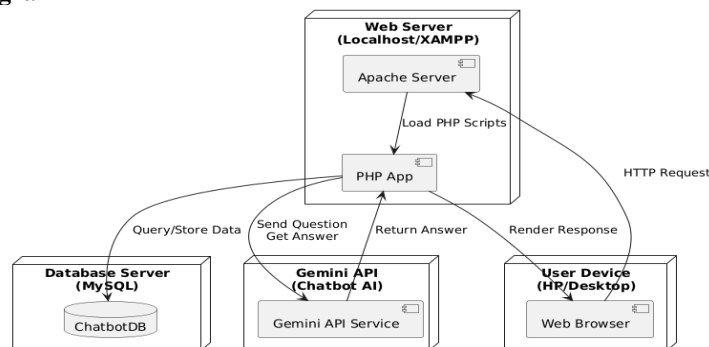 Web Server
(Localhost/XAMPP)
Apache Server
Load PHP Scripts
HTTP Request
PHP App
Query/Store Data
Send Question
Get Answer
Return Answer
Render Response
Database Server
(MySQL)
ChatbotDB
Gemini API
(Chatbot AI)
Gemini API Service
User Device
(HP/Desktop)
Web Browser